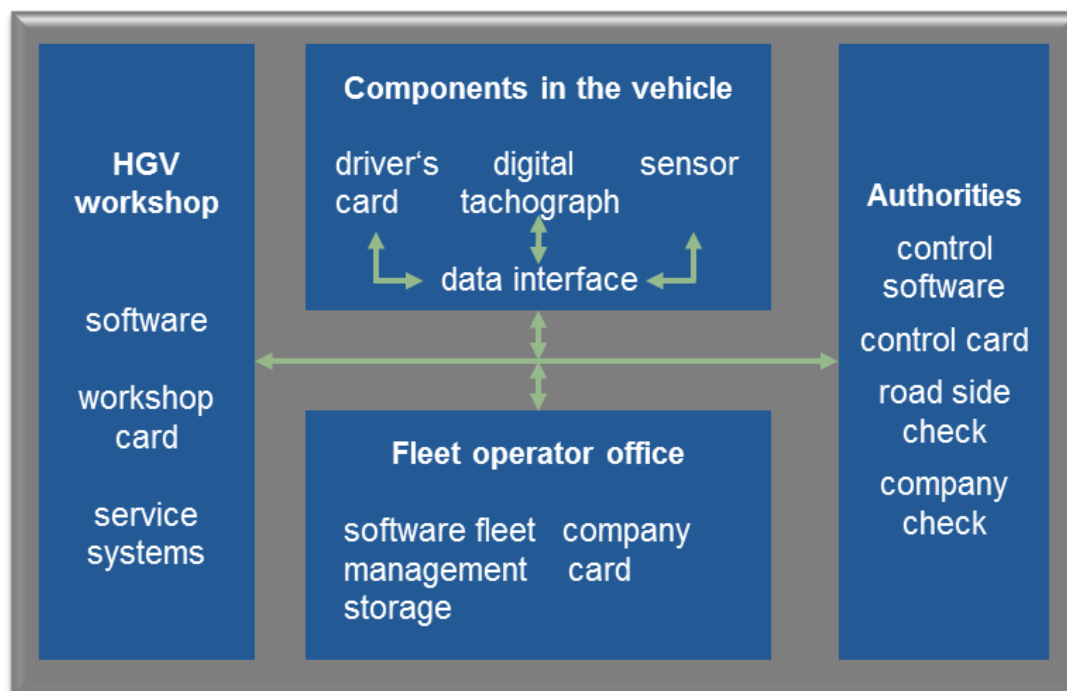 HGV
workshop
software
workshop
card
service
systems
Components in the vehicle
driver‘s digital sensor
card tachograph
data interface
Fleet operator office
software fleet company
management card
storage
Authorities
control
software
control card
road side
check
company
check